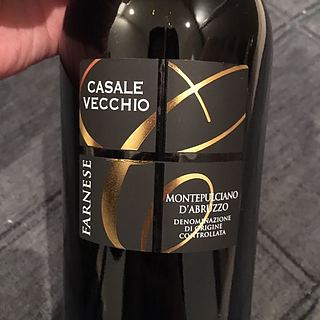 CASALE
VECCHIO
FARNESE
MONTEPULCIANO
D'ABRUZZO
DENOMINAZIONE
DI ORIGINE
CONTROLLATA